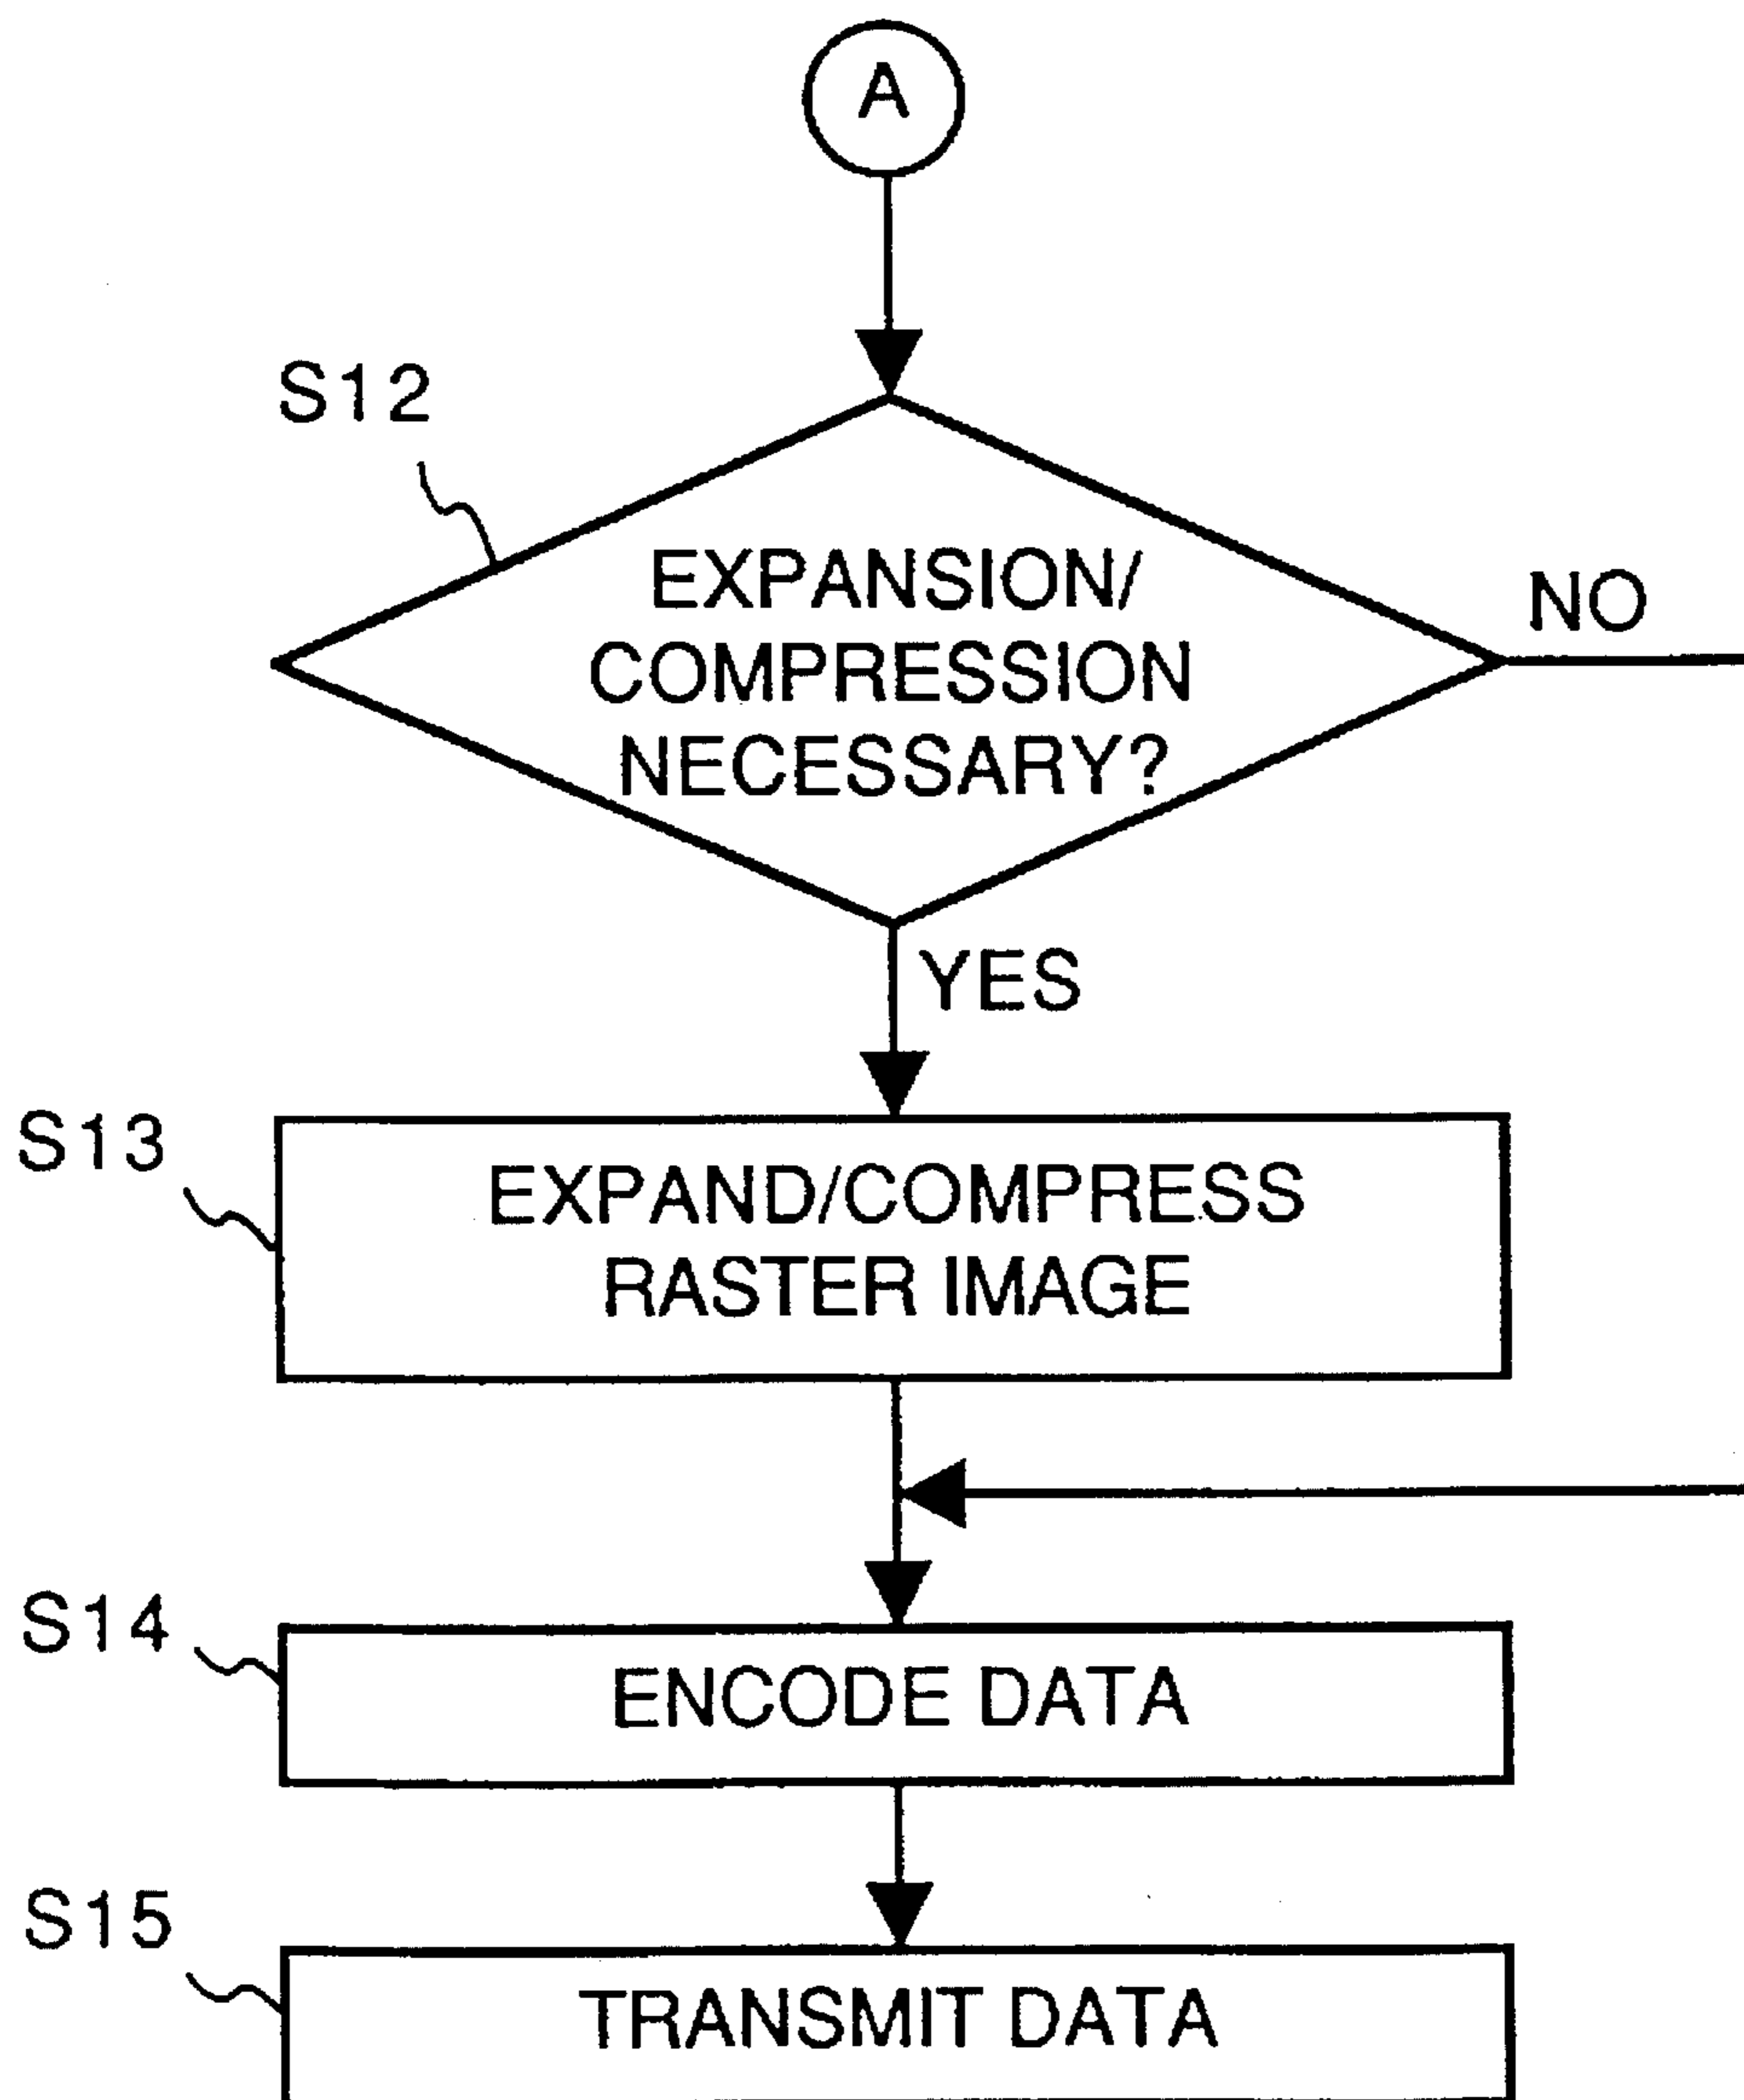 A
S12
EXPANSION/
COMPRESSION
NECESSARY?
NO
YES
S13
EXPAND/COMPRESS
RASTER IMAGE
S14
ENCODE DATA
S15
TRANSMIT DATA